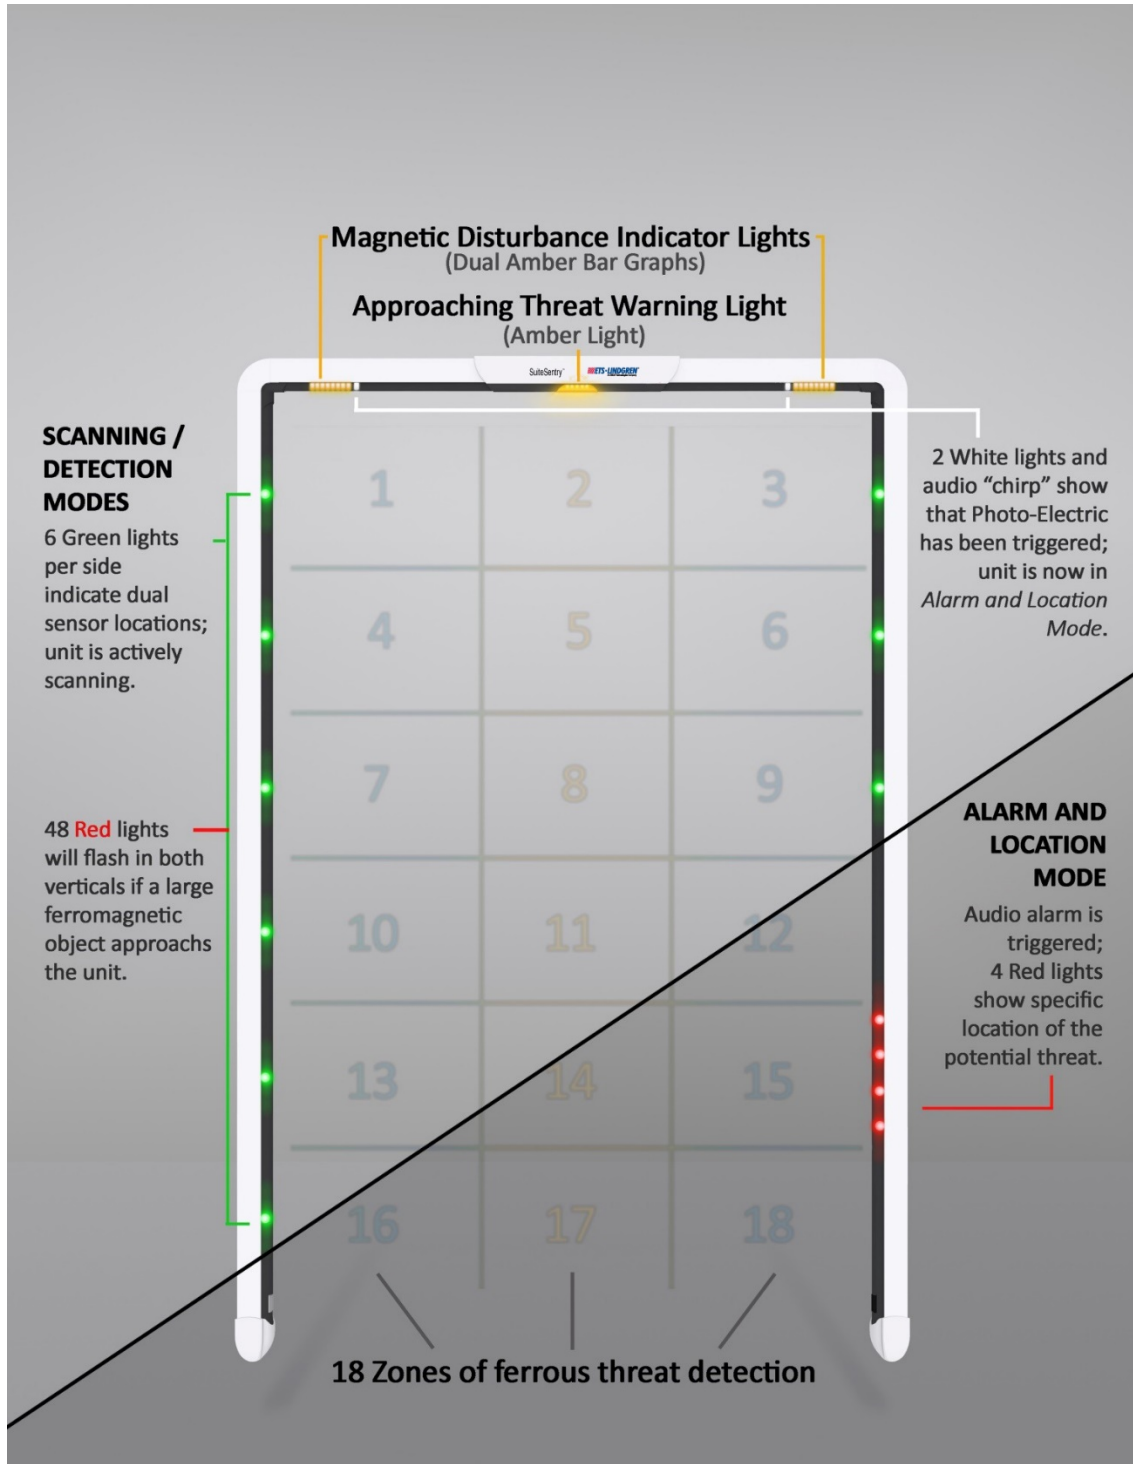 Magnetic Disturbance Indicator Lights
(Dual Amber Bar Graphs)
Approaching Threat Warning Light
(Amber Light)
SuiteSentry™
ETS·LINDGREN
SCANNING /
DETECTION
MODES
6 Green lights
per side
indicate dual
sensor locations;
unit is actively
scanning.
48 Red lights
will flash in both
verticals if a large
ferromagnetic
object approachs
the unit.
1 2 3
4 5 6
7 8 9
10 11 12
13 14 15
16 17 18
2 White lights and
audio “chirp” show
that Photo-Electric
has been triggered;
unit is now in
Alarm and Location
Mode.
ALARM AND
LOCATION
MODE
Audio alarm is
triggered;
4 Red lights
show specific
location of the
potential threat.
18 Zones of ferrous threat detection